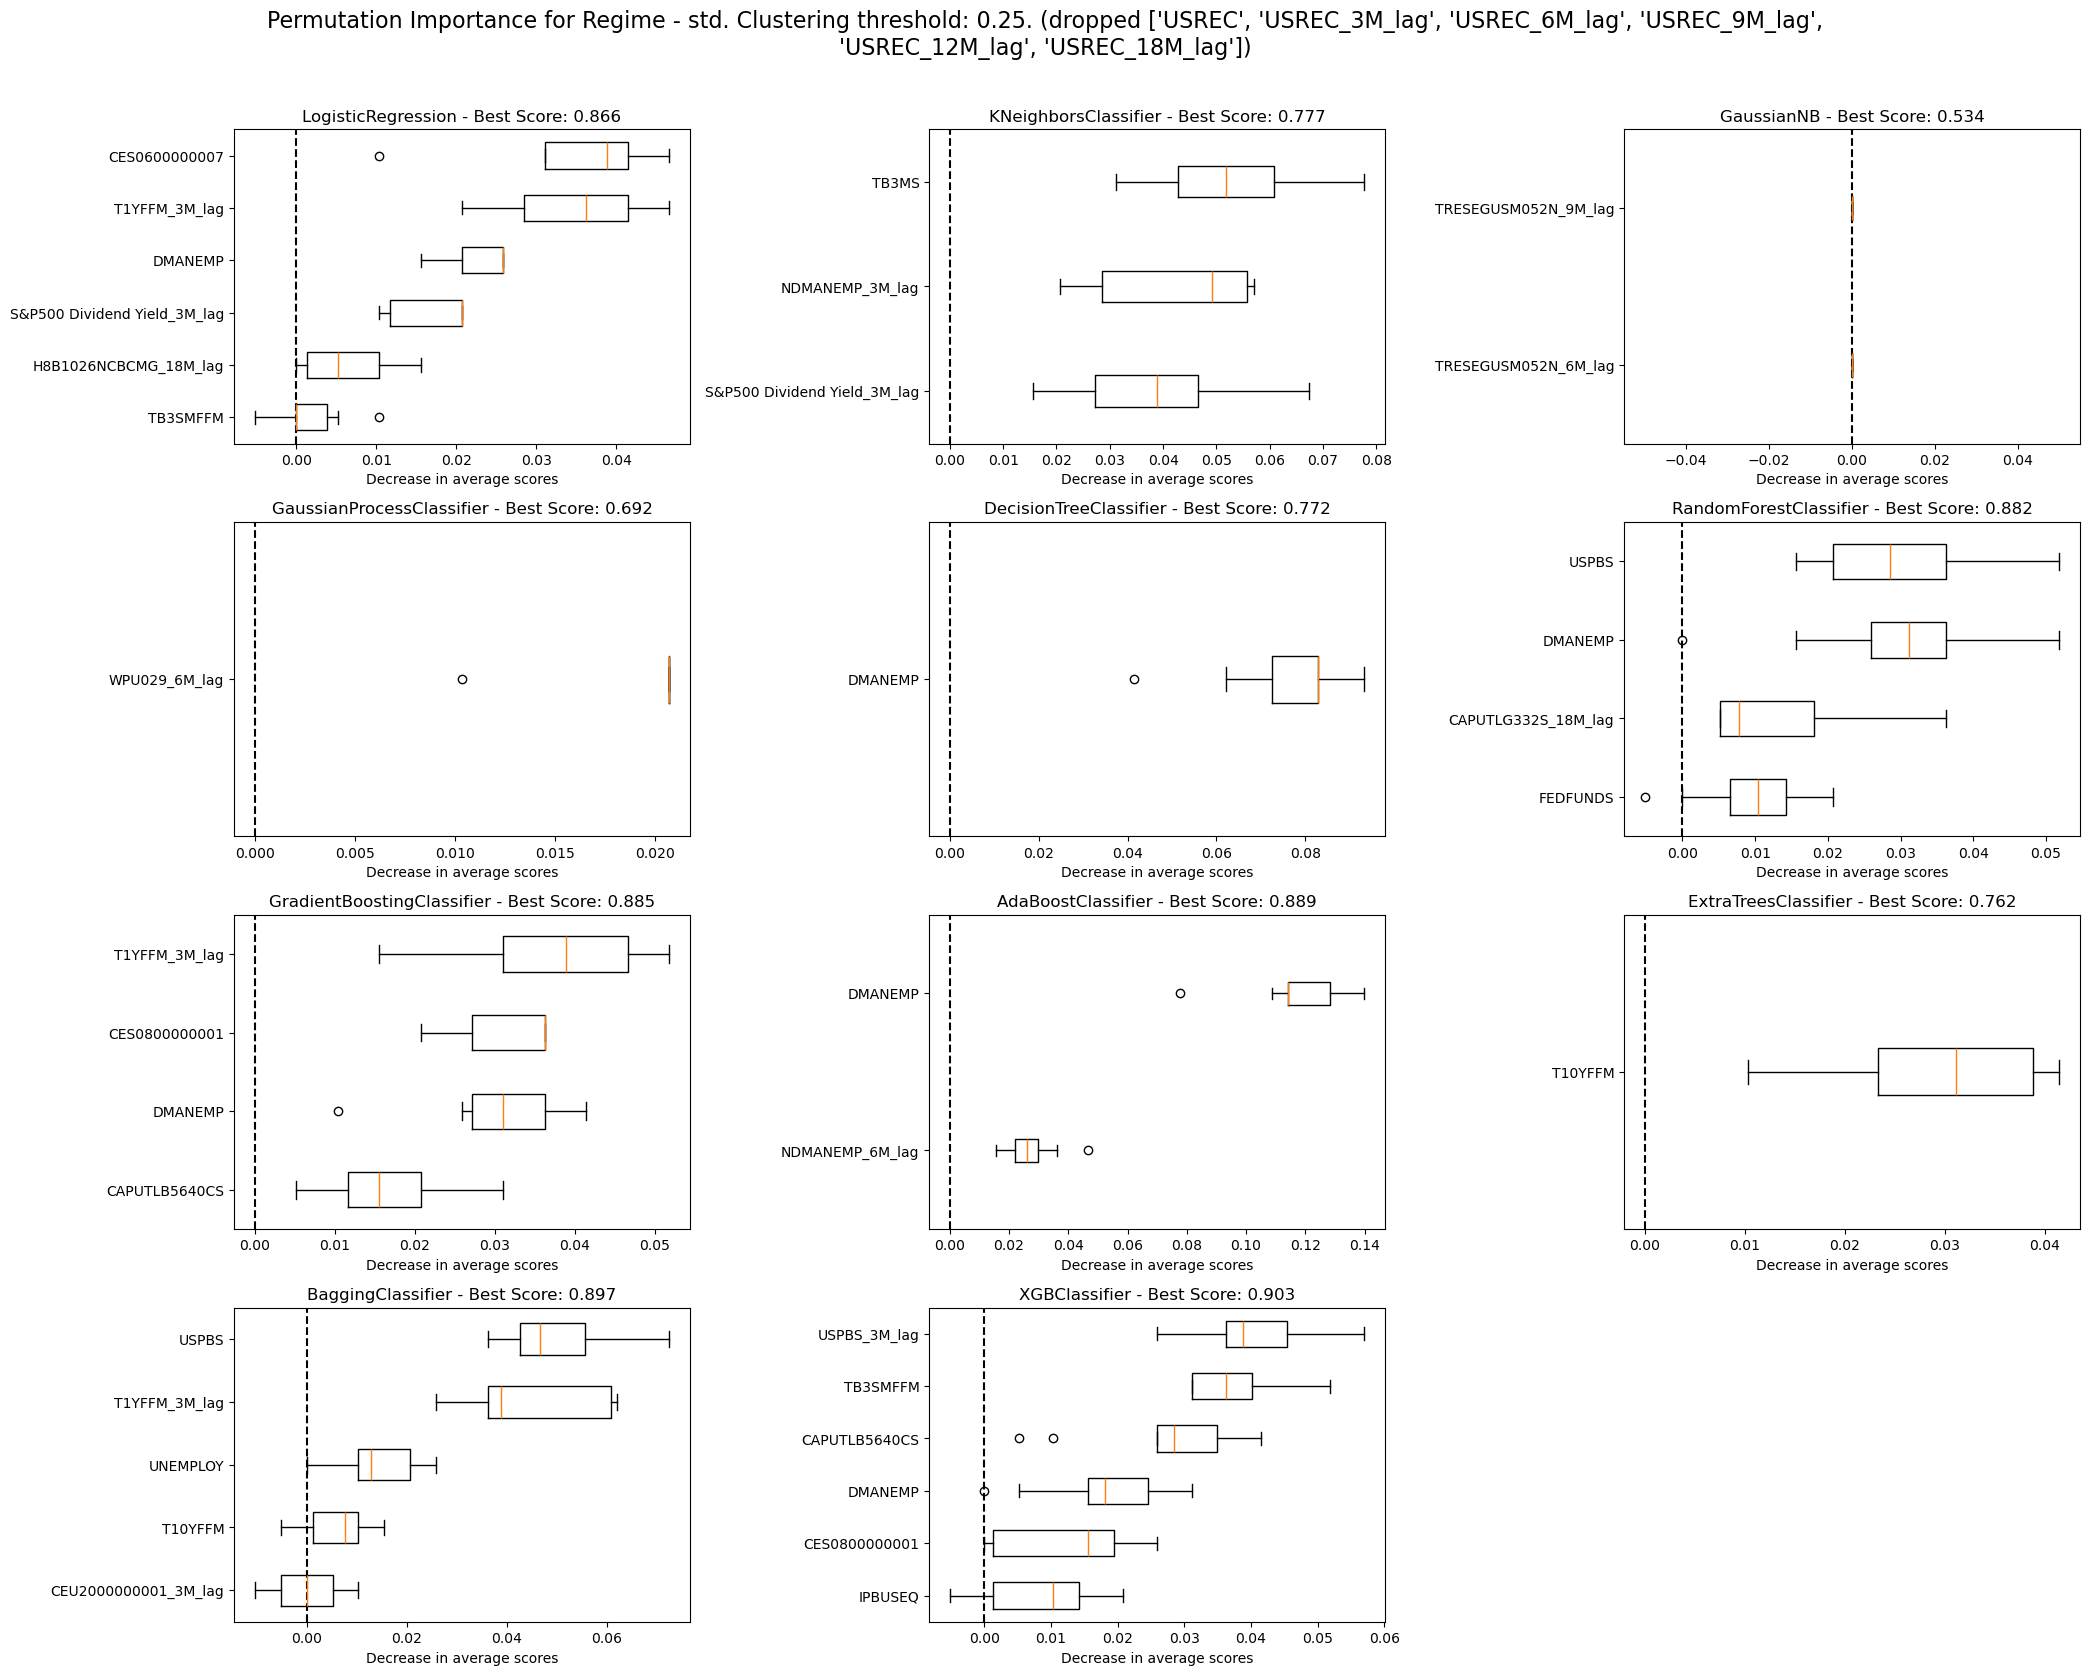 Permutation Importance for Regime - std. Clustering threshold: 0.25. (dropped ['USREC', 'USREC_3M_lag', 'USREC_6M_lag', 'USREC_9M_lag',
'USREC_12M_lag', 'USREC_18M_lag'])
LogisticRegression - Best Score: 0.866
CES0600000007
T1YFFM_3M_lag
DMANEMP
S&P500 Dividend Yield_3M_lag
H8B1026NCBCMG_18M_lag
TB3SMFFM
0.00 0.01 0.02 0.03 0.04
Decrease in average scores
KNeighborsClassifier - Best Score: 0.777
TB3MS
NDMANEMP_3M_lag
S&P500 Dividend Yield_3M_lag
0.00 0.01 0.02 0.03 0.04 0.05 0.06 0.07 0.08
Decrease in average scores
GaussianNB - Best Score: 0.534
TRESEGUSM052N_9M_lag
TRESEGUSM052N_6M_lag
−0.04 −0.02 0.00 0.02 0.04
Decrease in average scores
GaussianProcessClassifier - Best Score: 0.692
WPU029_6M_lag
0.000 0.005 0.010 0.015 0.020
Decrease in average scores
DecisionTreeClassifier - Best Score: 0.772
DMANEMP
0.00 0.02 0.04 0.06 0.08
Decrease in average scores
RandomForestClassifier - Best Score: 0.882
USPBS
DMANEMP
CAPUTLG332S_18M_lag
FEDFUNDS
0.00 0.01 0.02 0.03 0.04 0.05
Decrease in average scores
GradientBoostingClassifier - Best Score: 0.885
T1YFFM_3M_lag
CES0800000001
DMANEMP
CAPUTLB5640CS
0.00 0.01 0.02 0.03 0.04 0.05
Decrease in average scores
AdaBoostClassifier - Best Score: 0.889
DMANEMP
NDMANEMP_6M_lag
0.00 0.02 0.04 0.06 0.08 0.10 0.12 0.14
Decrease in average scores
ExtraTreesClassifier - Best Score: 0.762
T10YFFM
0.00 0.01 0.02 0.03 0.04
Decrease in average scores
BaggingClassifier - Best Score: 0.897
USPBS
T1YFFM_3M_lag
UNEMPLOY
T10YFFM
CEU2000000001_3M_lag
0.00 0.02 0.04 0.06
Decrease in average scores
XGBClassifier - Best Score: 0.903
USPBS_3M_lag
TB3SMFFM
CAPUTLB5640CS
DMANEMP
CES0800000001
IPBUSEQ
0.00 0.01 0.02 0.03 0.04 0.05 0.06
Decrease in average scores